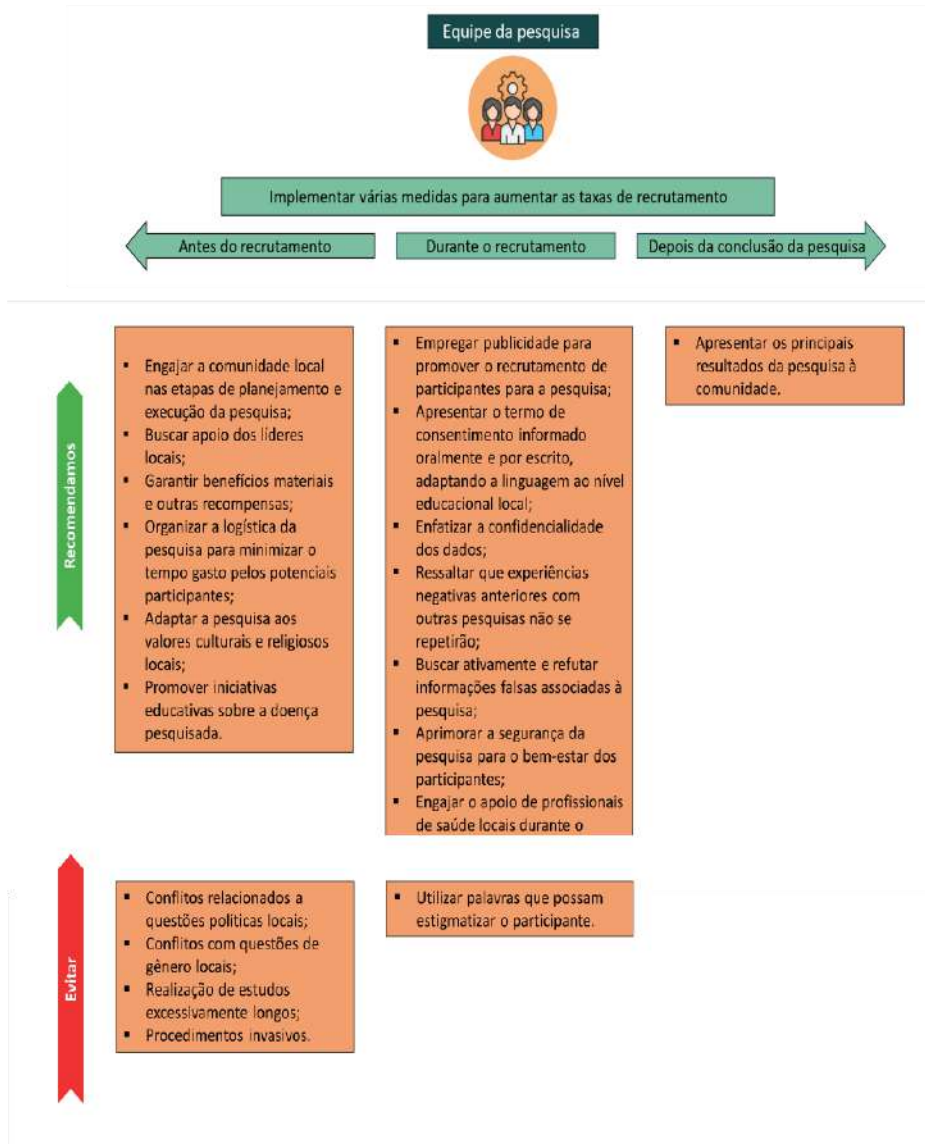 Equipe da pesquisa
Implementar várias medidas para aumentar as taxas de recrutamento
Antes do recrutamento
Durante o recrutamento
Depois da conclusão da pesquisa
Recomendamos
▪ Engajar a comunidade local
nas etapas de planejamento e
execução da pesquisa;
▪ Buscar apoio dos líderes
locais;
▪ Garantir benefícios materiais
e outras recompensas;
▪ Organizar a logística da
pesquisa para minimizar o
tempo gasto pelos potenciais
participantes;
▪ Adaptar a pesquisa aos
valores culturais e religiosos
locais;
▪ Promover iniciativas
educativas sobre a doença
pesquisada.
▪ Empregar publicidade para
promover o recrutamento de
participantes para a pesquisa;
▪ Apresentar o termo de
consentimento informado
oralmente e por escrito,
adaptando a linguagem ao nível
educacional local;
▪ Enfatizar a confidencialidade
dos dados;
▪ Ressaltar que experiências
negativas anteriores com
outras pesquisas não se
repetirão;
▪ Buscar ativamente e refutar
informações falsas associadas à
pesquisa;
▪ Aprimorar a segurança da
pesquisa para o bem-estar dos
participantes;
▪ Engajar o apoio de profissionais
de saúde locais durante o
▪ Apresentar os principais
resultados da pesquisa à
comunidade.
Evitar
▪ Conflitos relacionados a
questões políticas locais;
▪ Conflitos com questões de
gênero locais;
▪ Realização de estudos
excessivamente longos;
▪ Procedimentos invasivos.
▪ Utilizar palavras que possam
estigmatizar o participante.